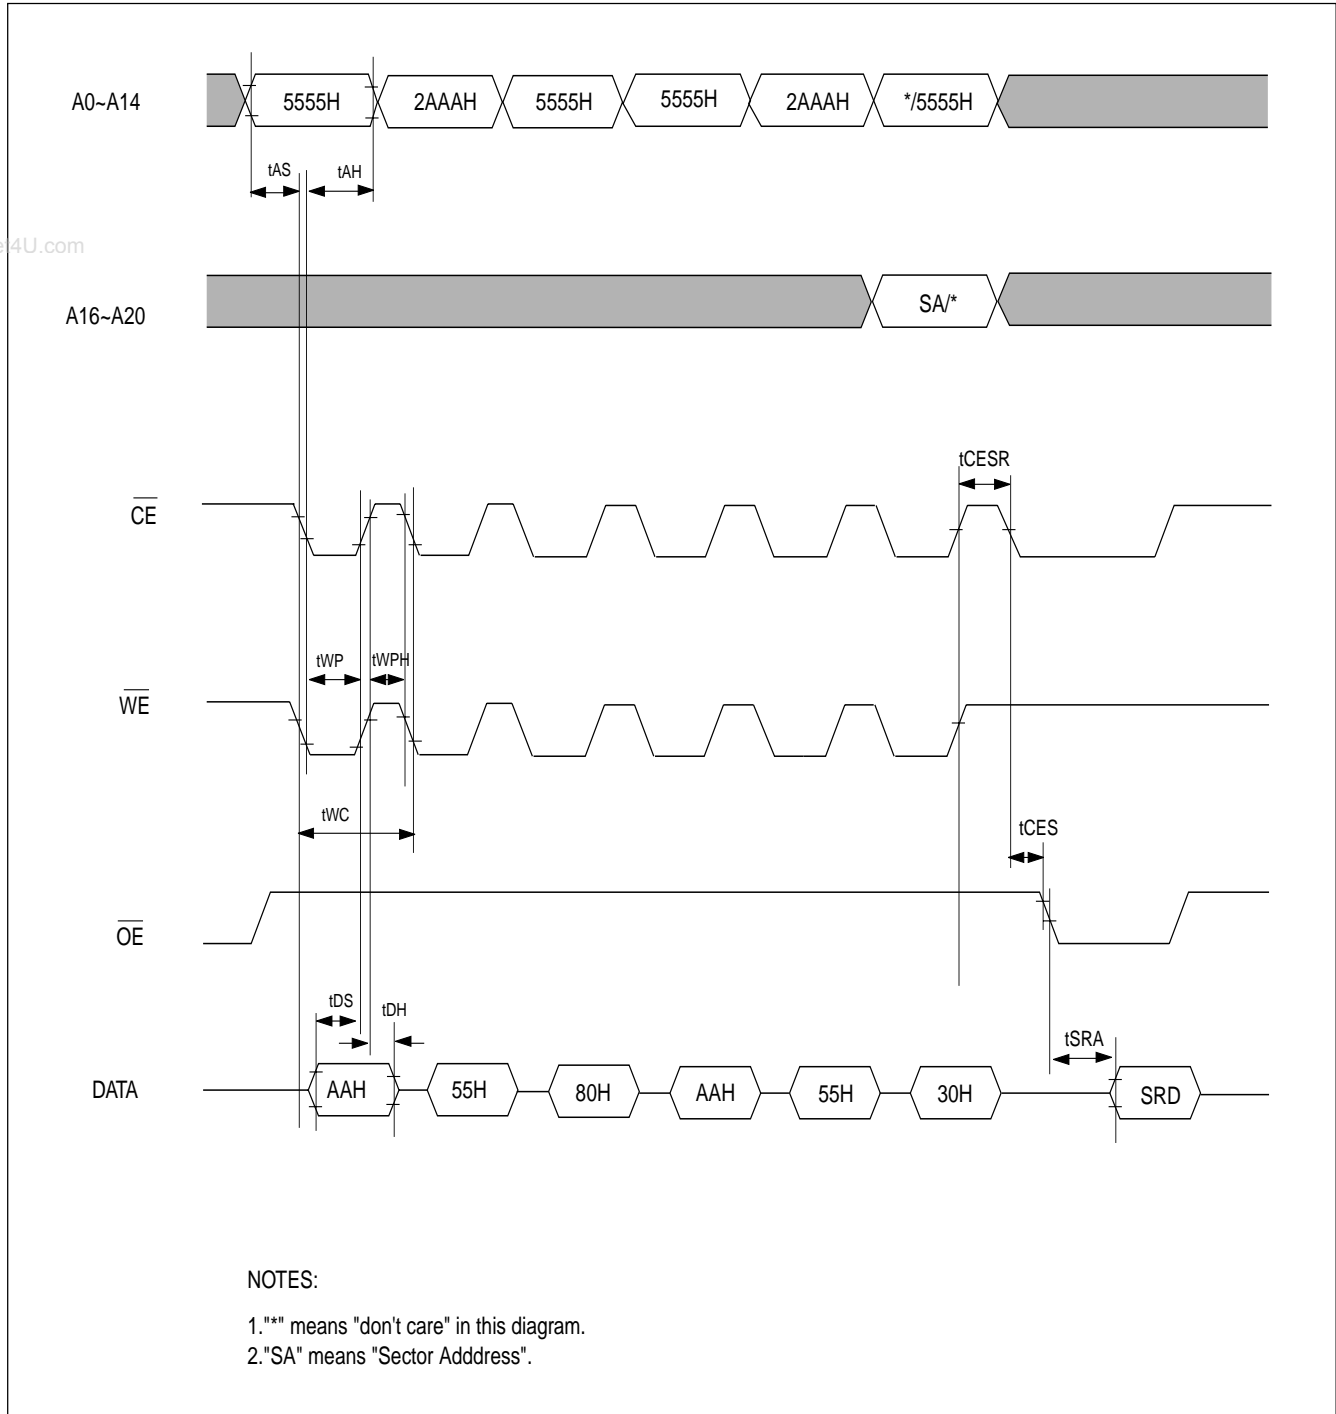 A0~A14 5555H 2AAAH 5555H 5555H 2AAAH */5555H
tAS tAH
4U.com
A16~A20 SA/*
tCESR
CE
tWP tWPH
WE
tWC
tCES
OE
tDS
tDH
tSRA
DATA AAH 55H 80H AAH 55H 30H SRD
NOTES:
1."*" means "don't care" in this diagram.
2."SA" means "Sector Adddress".